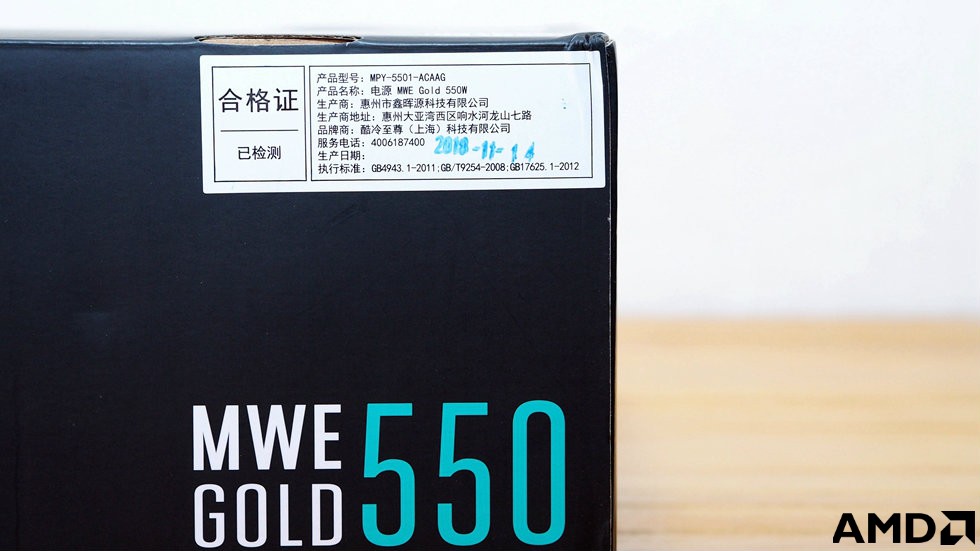 合格证
已检测
产品型号：MPY-5501-ACAAG
产品名称：电源 MWE Gold 550W
生产商：惠州市鑫晖源科技有限公司
生产商地址：惠州大亚湾西区响水河龙山七路
品牌商：酷冷至尊（上海）科技有限公司
服务电话：4006187400
生产日期：2018-11-14
执行标准：GB4943.1-2011;GB/T9254-2008;GB17625.1-2012
MWE
GOLD
550
AMD